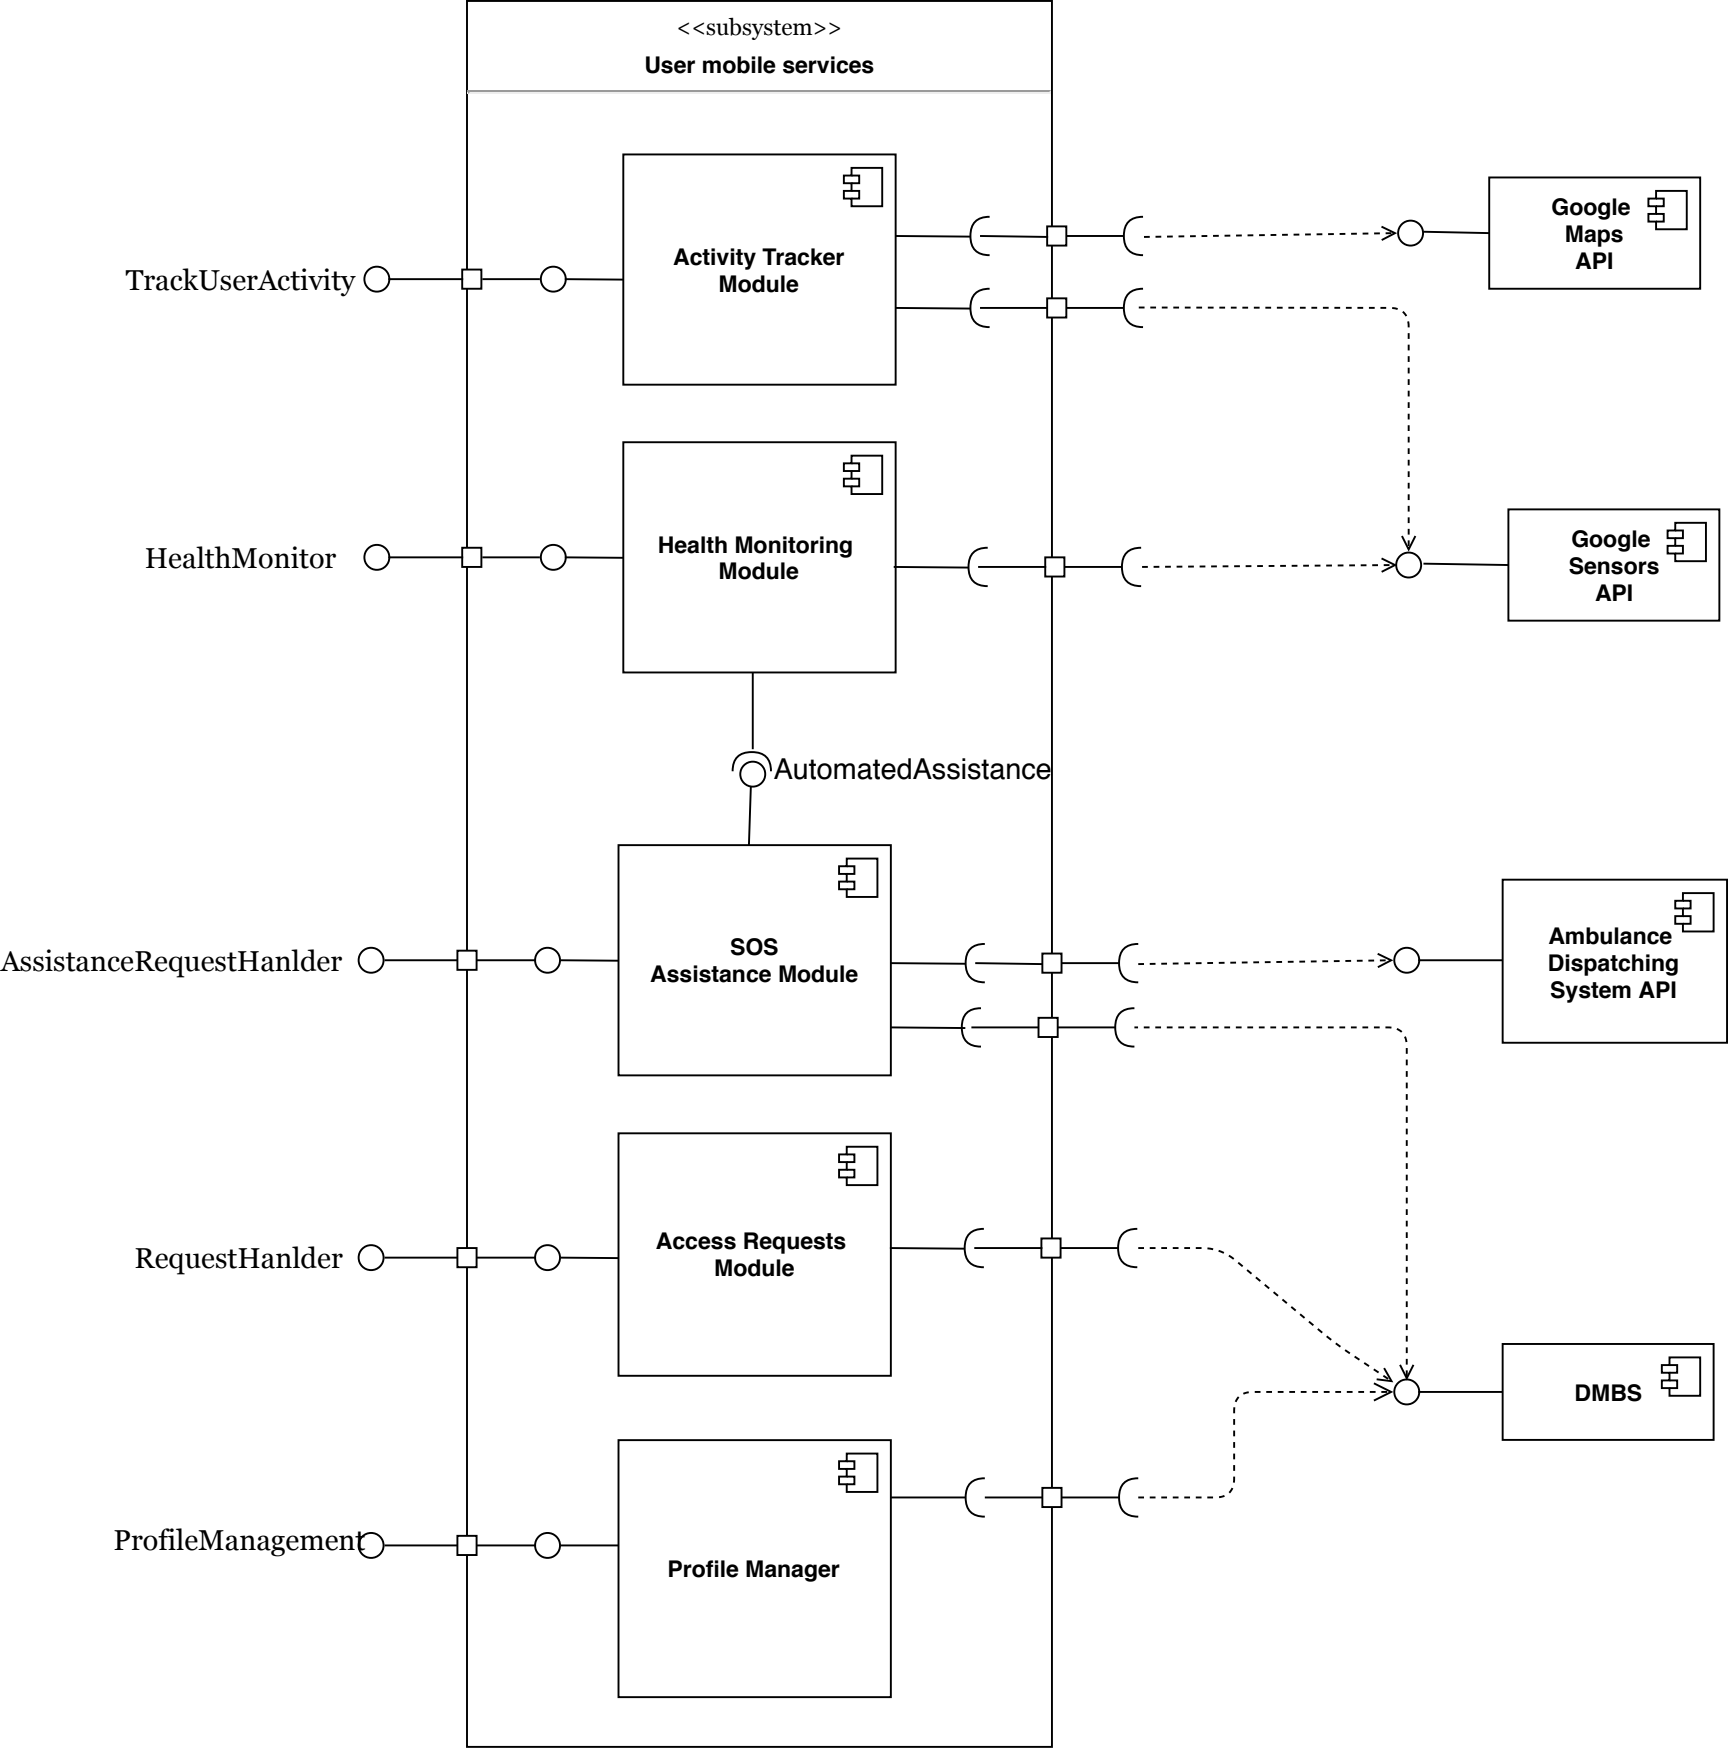 <<subsystem>>
User mobile services
Activity Tracker
Module
Google
Maps
API
TrackUserActivity
Health Monitoring
Module
HealthMonitor
Google
Sensors
API
AutomatedAssistance
SOS
Assistance Module
AssistanceRequestHanlder
Ambulance
Dispatching
System API
Access Requests
Module
RequestHanlder
DMBS
ProfileManagement
Profile Manager